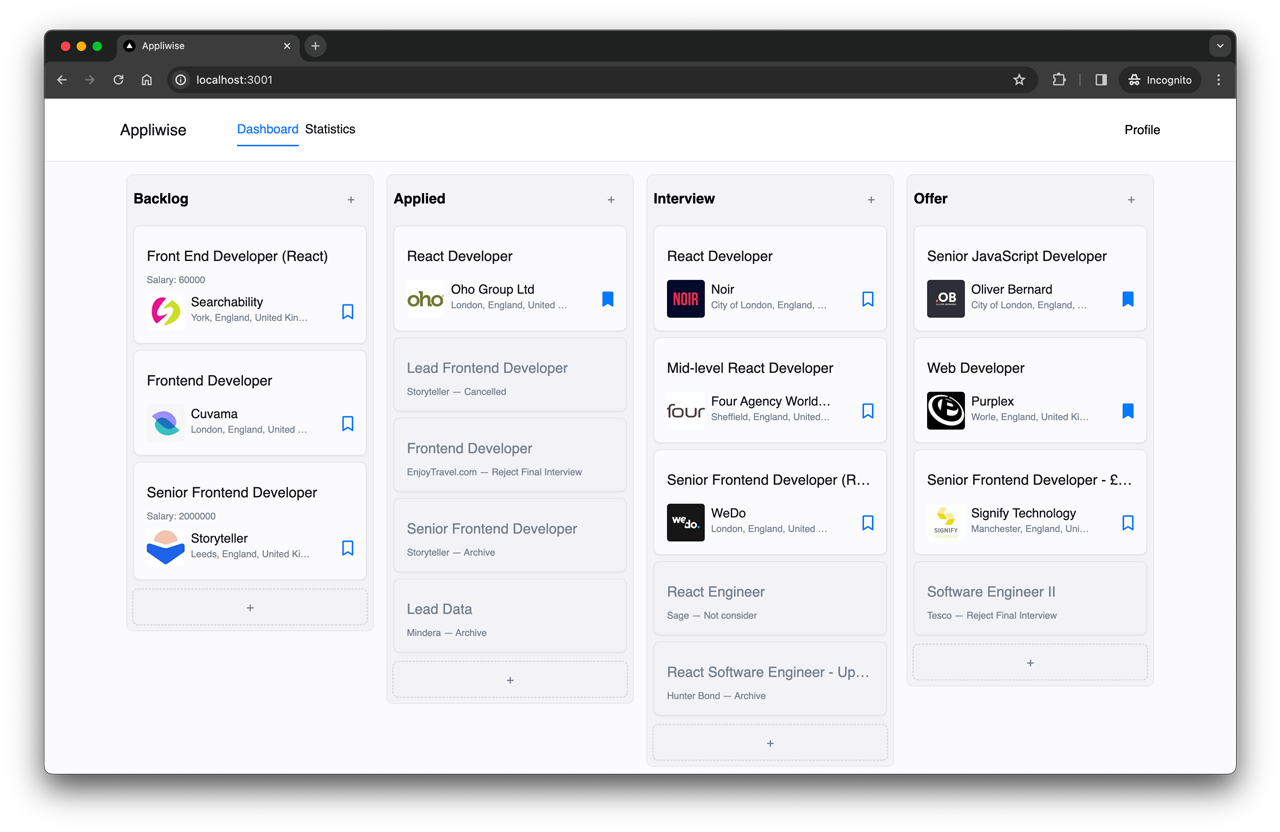 Appliwise
localhost:3001
Incognito
Appliwise
Dashboard
Statistics
Profile
Backlog
+
Front End Developer (React)
Salary: 60000
Searchability
York, England, United Kin...
Frontend Developer
Cuvama
London, England, United ...
Senior Frontend Developer
Salary: 2000000
Storyteller
Leeds, England, United Ki...
+
Applied
+
React Developer
oho
Oho Group Ltd
London, England, United ...
Lead Frontend Developer
Storyteller — Cancelled
Frontend Developer
EnjoyTravel.com — Reject Final Interview
Senior Frontend Developer
Storyteller — Archive
Lead Data
Mindera — Archive
+
Interview
+
React Developer
NOIR
Noir
City of London, England, ...
Mid-level React Developer
four
Four Agency World...
Sheffield, England, United...
Senior Frontend Developer (R...
we do.
WeDo
London, England, United ...
React Engineer
Sage — Not consider
React Software Engineer - Up...
Hunter Bond — Archive
+
Offer
+
Senior JavaScript Developer
.OB
Oliver Bernard
City of London, England, ...
Web Developer
Purplex
Worle, England, United Ki...
Senior Frontend Developer - £...
SIGNIFY
Signify Technology
Manchester, England, Uni...
Software Engineer II
Tesco — Reject Final Interview
+